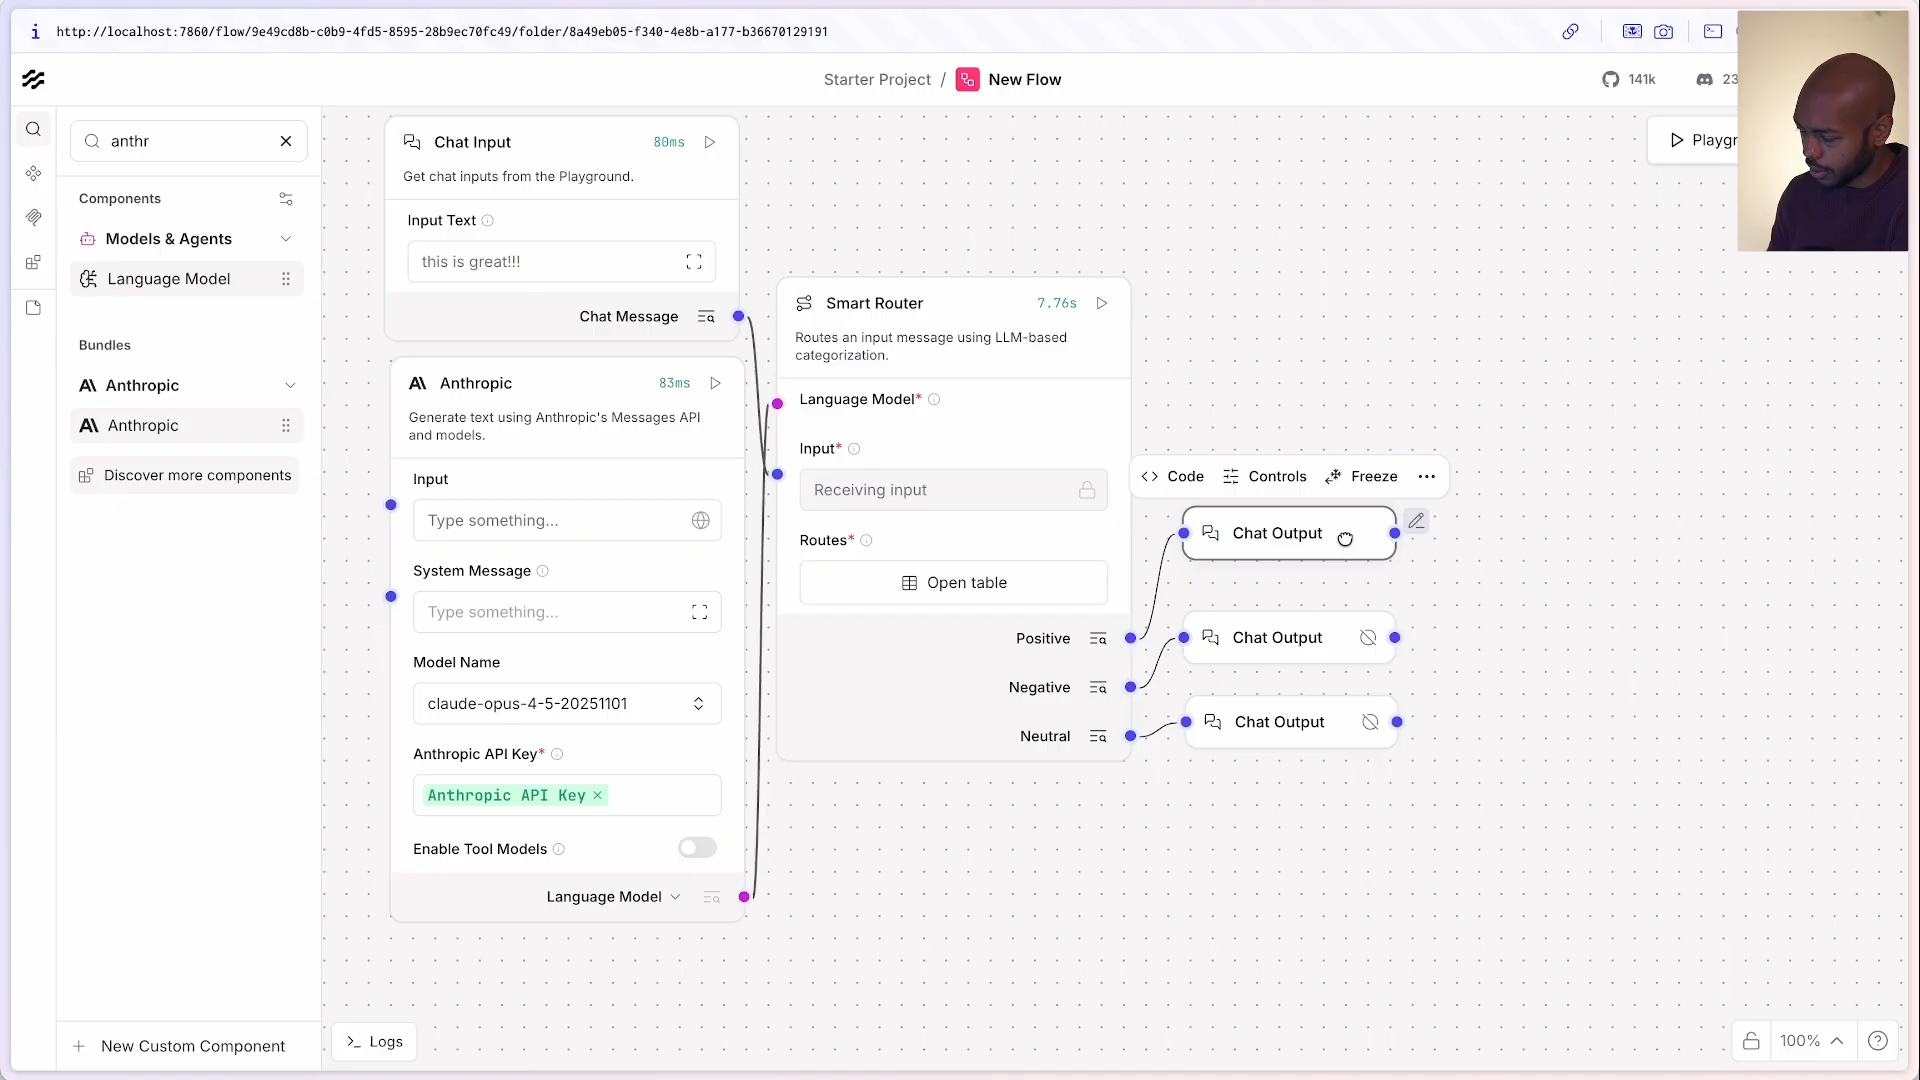 http://localhost:7860/flow/9e49cd8b-c0b9-4fd5-8595-28b9ec70fc49/folder/8a49eb05-f340-4e8b-a177-b36670129191
Starter Project / New Flow
141k
23
anthr
Components
Models & Agents
Language Model
Bundles
Anthropic
Anthropic
Discover more components
New Custom Component
Chat Input
80ms
Get chat inputs from the Playground.
Input Text
this is great!!!
Chat Message
Anthropic
83ms
Generate text using Anthropic's Messages API
and models.
Input
Type something...
System Message
Type something...
Model Name
claude-opus-4-5-20251101
Anthropic API Key*
Anthropic API Key ×
Enable Tool Models
Language Model
Smart Router
7.76s
Routes an input message using LLM-based
categorization.
Language Model*
Input*
Receiving input
Routes*
Open table
Positive
Negative
Neutral
Code
Controls
Freeze
Chat Output
Chat Output
Chat Output
Playgr
Logs
100%